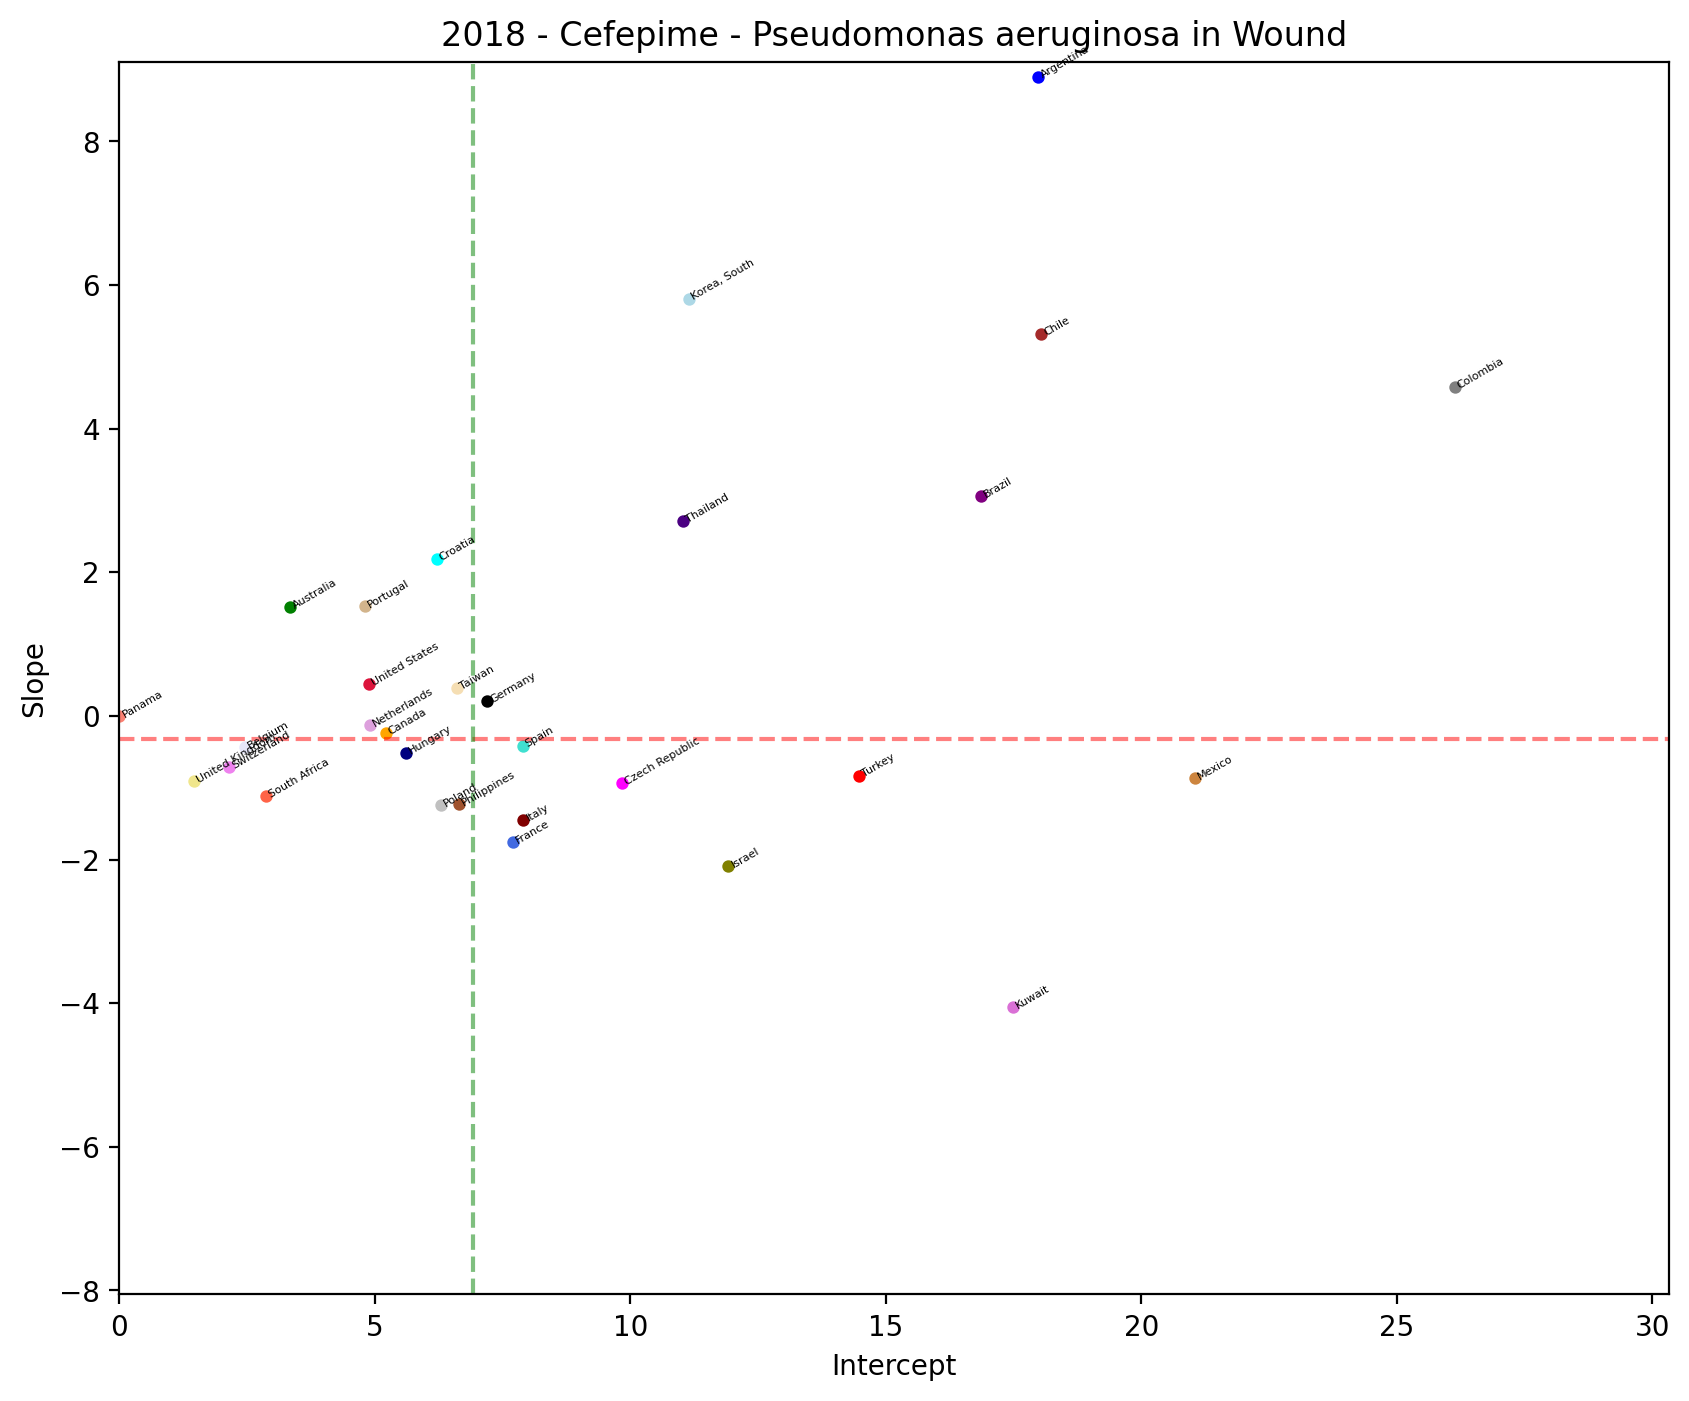 2018 - Cefepime - Pseudomonas aeruginosa in Wound
Argentina
8
Korea, South
6
Chile
Colombia
4
Brazil
Thailand
Croatia
2
Australia
Portugal
United States
Taiwan
Germany
Panama
0
Netherlands
Canada
Belgium
Hungary
Spain
United Kingdom
Switzerland
South Africa
Czech Republic
Turkey
Mexico
Poland
Philippines
Italy
France
−2
Israel
Kuwait
−4
−6
−8
Slope
0 5 10 15 20 25 30
Intercept